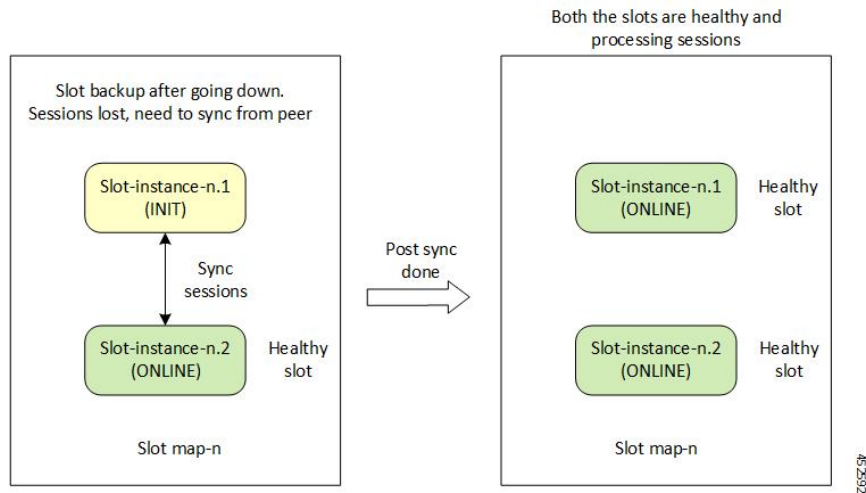 Slot backup after going down.
Sessions lost, need to sync from peer
Slot-instance-n.1
(INIT)
Sync
sessions
Slot-instance-n.2
(ONLINE)
Healthy
slot
Slot map-n
Post sync
done
Both the slots are healthy and
processing sessions
Slot-instance-n.1
(ONLINE)
Healthy
slot
Slot-instance-n.2
(ONLINE)
Healthy
slot
Slot map-n
452592